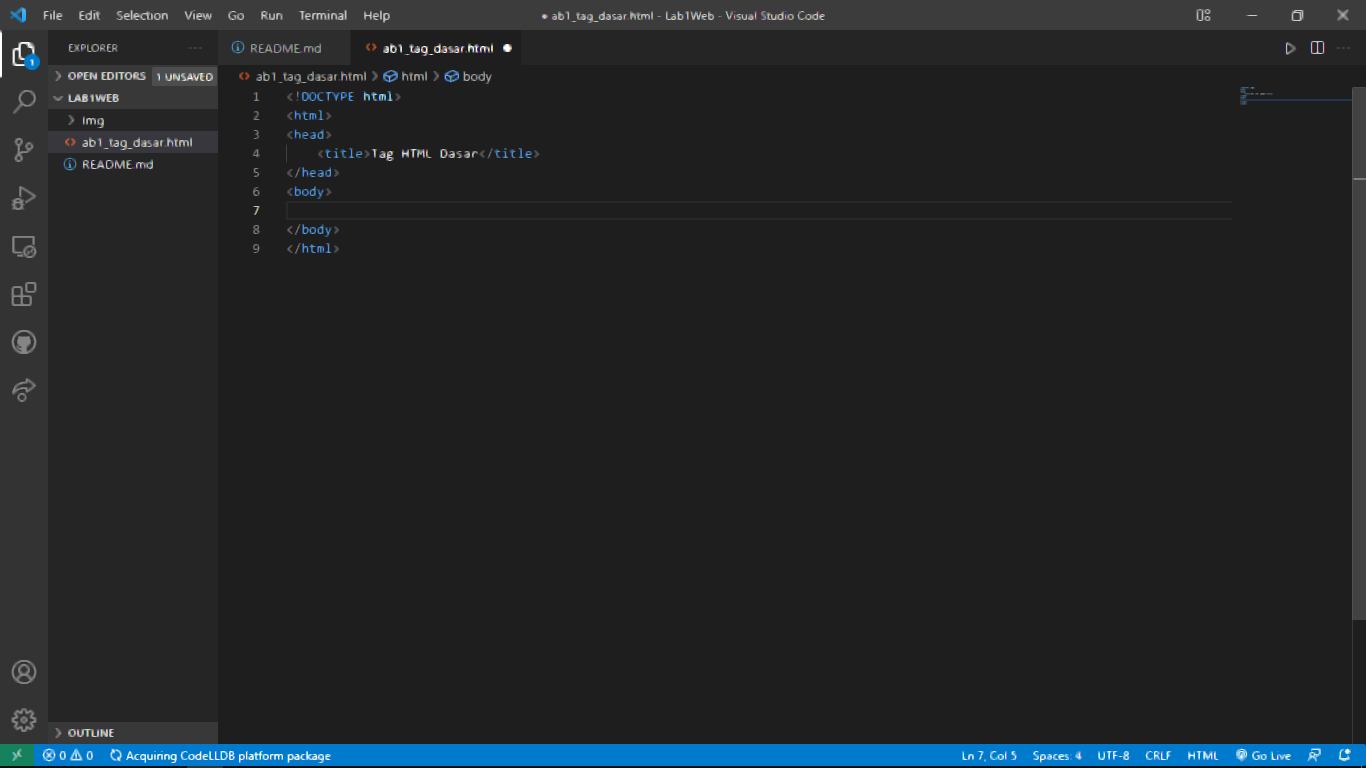 File Edit Selection View Go Run Terminal Help ● ab1_tag_dasar.html - Lab1Web - Visual Studio Code
EXPLORER ···
README.md ab1_tag_dasar.html ●
OPEN EDITORS 1 UNSAVED
LAB1WEB
img
ab1_tag_dasar.html
README.md
ab1_tag_dasar.html > html > body
1 <!DOCTYPE html>
2 <html>
3 <head>
4 <title>Tag HTML Dasar</title>
5 </head>
6 <body>
7
8 </body>
9 </html>
1
OUTLINE
0 0 Acquiring CodeLLDB platform package Ln 7, Col 5 Spaces: 4 UTF-8 CRLF HTML Go Live